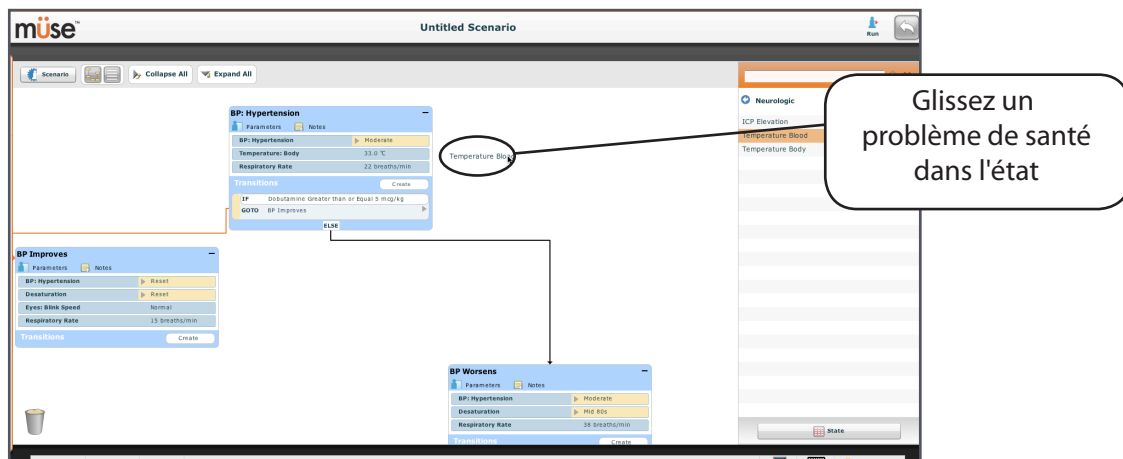 müse™
Untitled Scenario
Run
Scenario
Collapse All
Expand All
BP: Hypertension
Parameters Notes
BP: Hypertension Moderate
Temperature: Body 33.0 °C
Respiratory Rate 22 breaths/min
Transitions Create
IF Dobutamine Greater than or Equal 5 mcg/kg
GOTO BP Improves
ELSE
Temperature Blood
BP Improves
Parameters Notes
BP: Hypertension Reset
Desaturation Reset
Eyes: Blink Speed Normal
Respiratory Rate 15 breaths/min
Transitions Create
BP Worsens
Parameters Notes
BP: Hypertension Moderate
Desaturation Mid 80s
Respiratory Rate 38 breaths/min
Transitions Create
Neurologic
ICP Elevation
Temperature Blood
Temperature Body
State
Glissez un
problème de santé
dans l'état